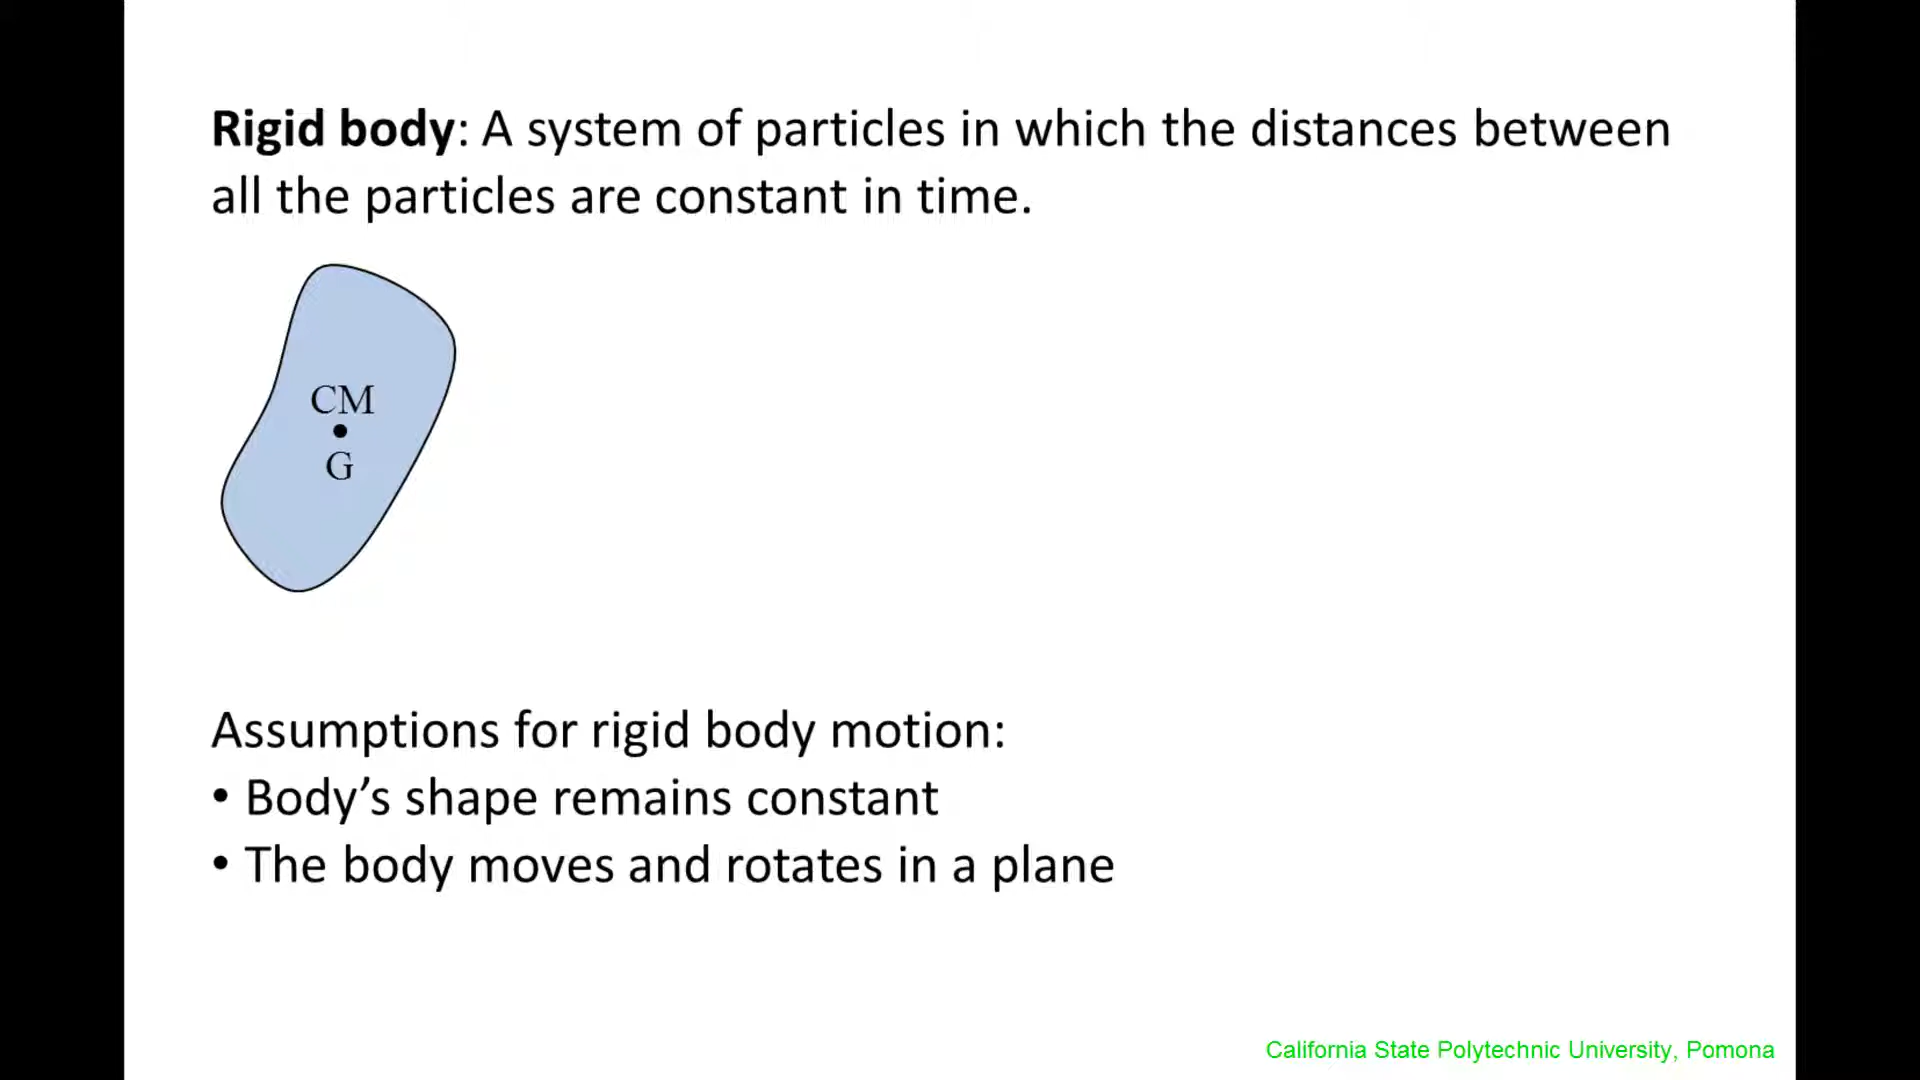 Rigid body: A system of particles in which the distances between
all the particles are constant in time.
CM
G
Assumptions for rigid body motion:
• Body’s shape remains constant
• The body moves and rotates in a plane
California State Polytechnic University, Pomona